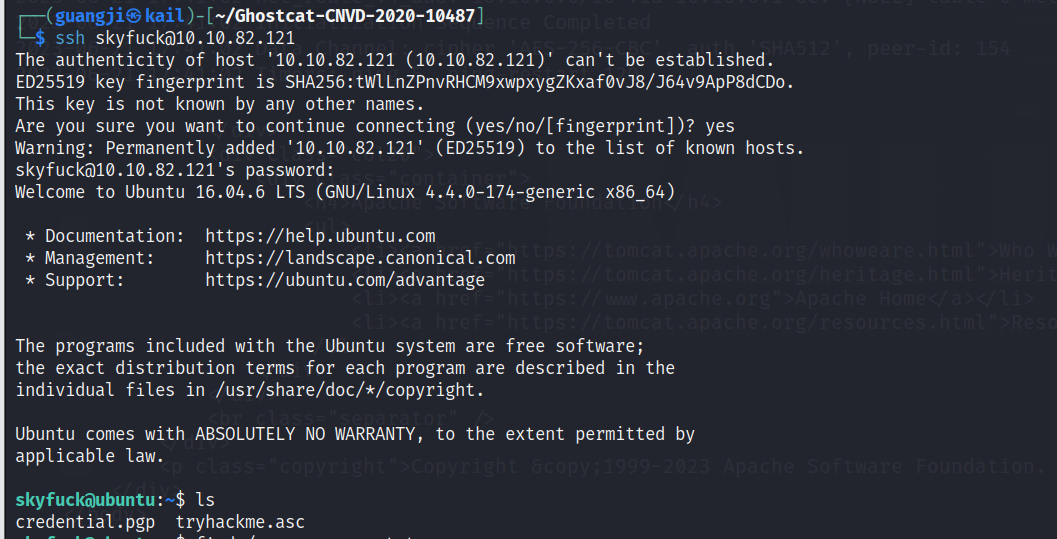 ┌──(guangji㉿kail)-[~/Ghostcat-CNVD-2020-10487]
└─$ ssh skyfuck@10.10.82.121
The authenticity of host '10.10.82.121 (10.10.82.121)' can't be established.
ED25519 key fingerprint is SHA256:tWlLnZPnvRHCM9xwpxygZKxaf0vJ8/J64v9ApP8dCDo.
This key is not known by any other names.
Are you sure you want to continue connecting (yes/no/[fingerprint])? yes
Warning: Permanently added '10.10.82.121' (ED25519) to the list of known hosts.
skyfuck@10.10.82.121's password:
Welcome to Ubuntu 16.04.6 LTS (GNU/Linux 4.4.0-174-generic x86_64)
* Documentation:  https://help.ubuntu.com
* Management:     https://landscape.canonical.com
* Support:        https://ubuntu.com/advantage
The programs included with the Ubuntu system are free software;
the exact distribution terms for each program are described in the
individual files in /usr/share/doc/*/copyright.
Ubuntu comes with ABSOLUTELY NO WARRANTY, to the extent permitted by
applicable law.
skyfuck@ubuntu:~$ ls
credential.pgp  tryhackme.asc